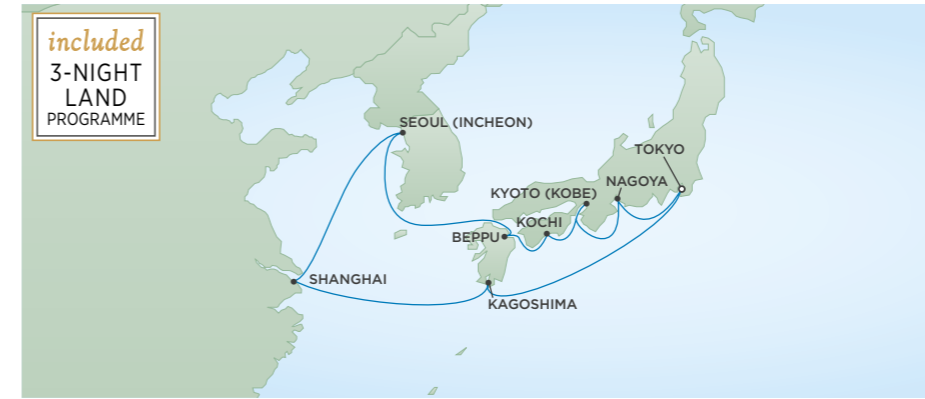 included
3-NIGHT
LAND
PROGRAMME
SEOUL (INCHEON)
TOKYO
NAGOYA
KYOTO (KOBE)
KOCHI
BEPPU
SHANGHAI
KAGOSHIMA